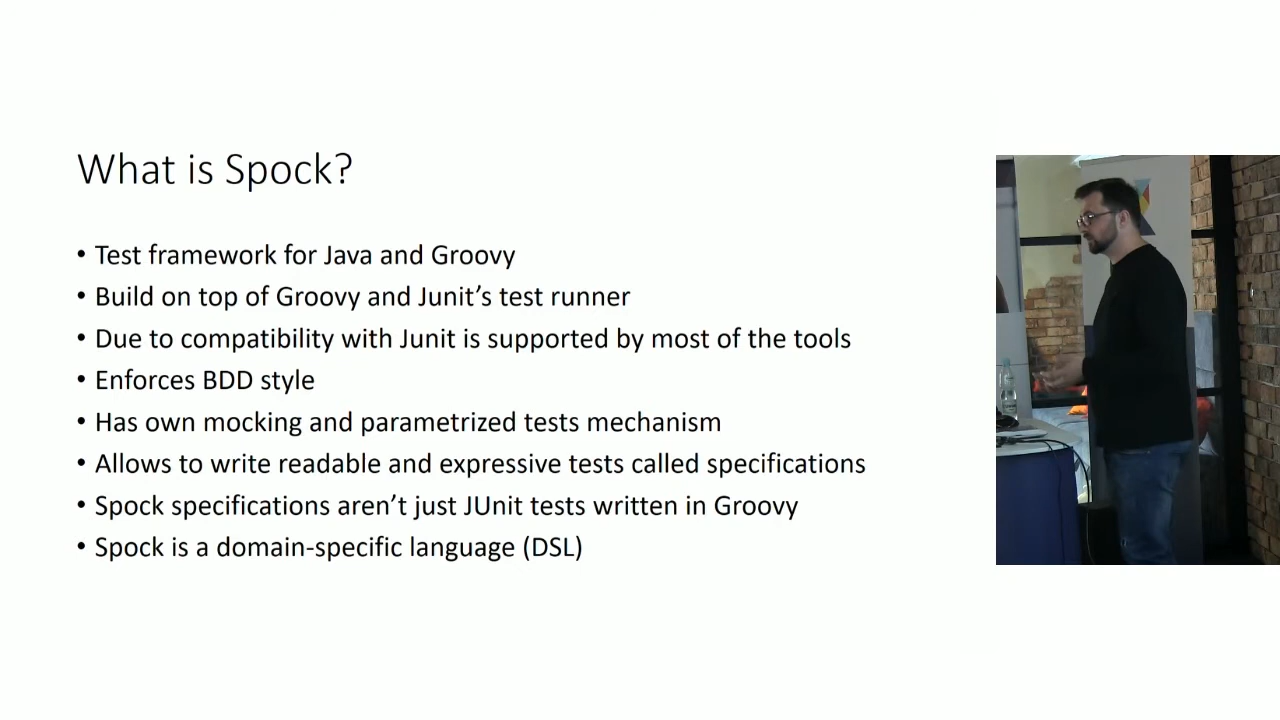 What is Spock?
• Test framework for Java and Groovy
• Build on top of Groovy and Junit’s test runner
• Due to compatibility with Junit is supported by most of the tools
• Enforces BDD style
• Has own mocking and parametrized tests mechanism
• Allows to write readable and expressive tests called specifications
• Spock specifications aren’t just JUnit tests written in Groovy
• Spock is a domain-specific language (DSL)